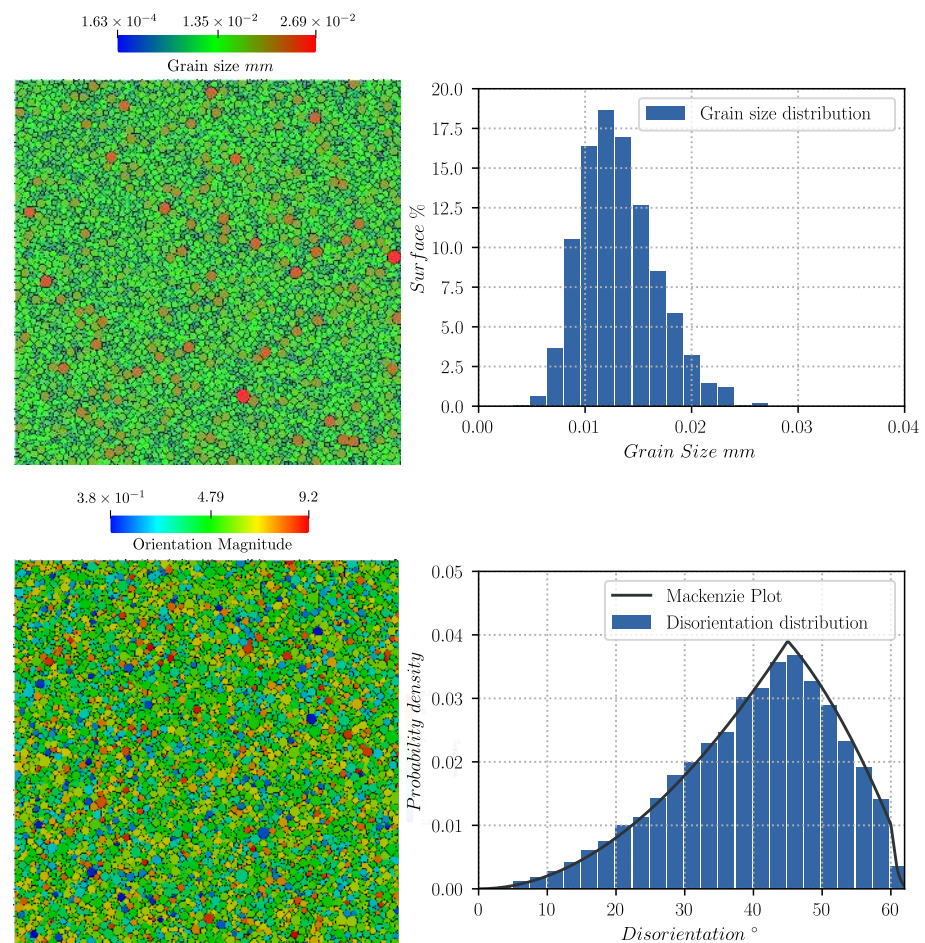 1.63 × 10⁻⁴ 1.35 × 10⁻² 2.69 × 10⁻²
Grain size mm
20.0
17.5
15.0
12.5
10.0
7.5
5.0
2.5
0.0
Surface %
Grain size distribution
0.00 0.01 0.02 0.03 0.04
Grain Size mm
3.8 × 10⁻¹ 4.79 9.2
Orientation Magnitude
0.05
0.04
0.03
0.02
0.01
0.00
Probability density
Mackenzie Plot
Disorientation distribution
0 10 20 30 40 50 60
Disorientation °